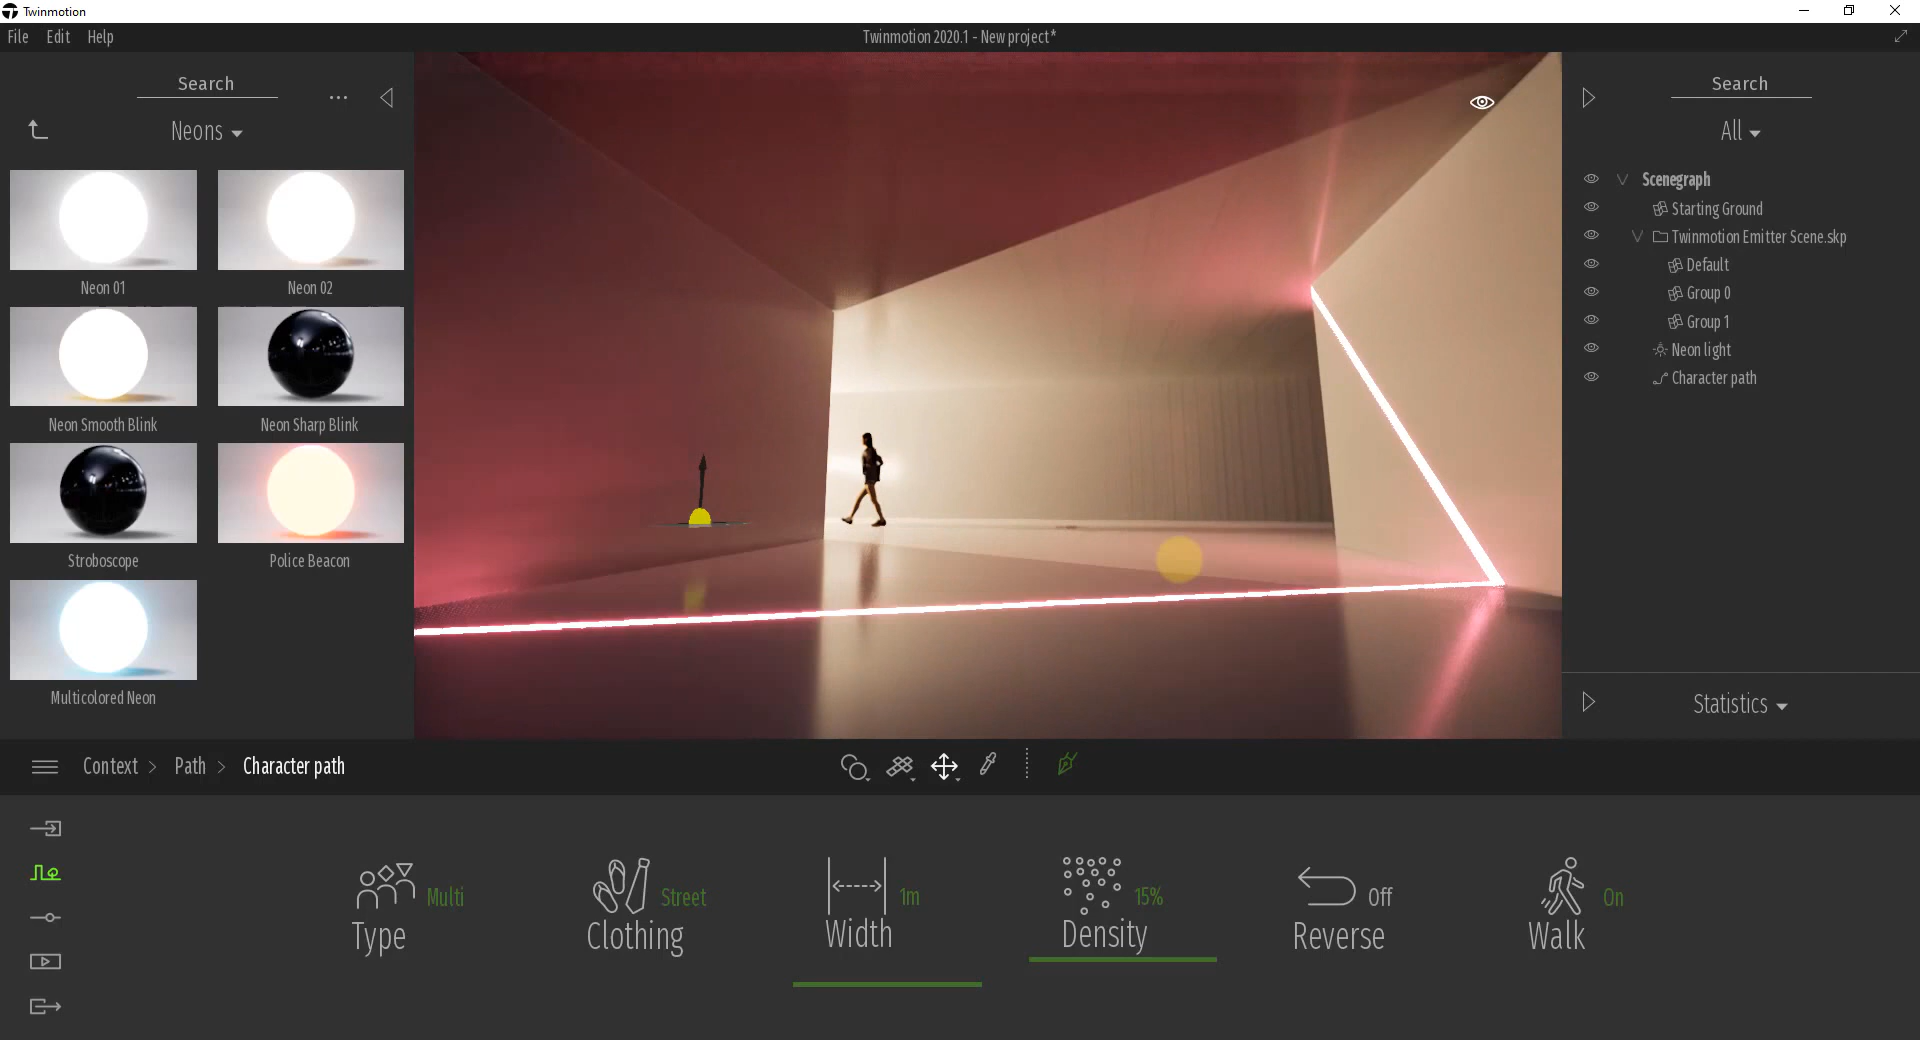 Twinmotion
File Edit Help
Twinmotion 2020.1 - New project*
Search
...
Neons
Neon 01
Neon 02
Neon Smooth Blink
Neon Sharp Blink
Stroboscope
Police Beacon
Multicolored Neon
Search
All
Scenegraph
Starting Ground
Twinmotion Emitter Scene.skp
Default
Group 0
Group 1
Neon light
Character path
Statistics
Context > Path > Character path
Multi
Type
Street
Clothing
1m
Width
15%
Density
Off
Reverse
On
Walk